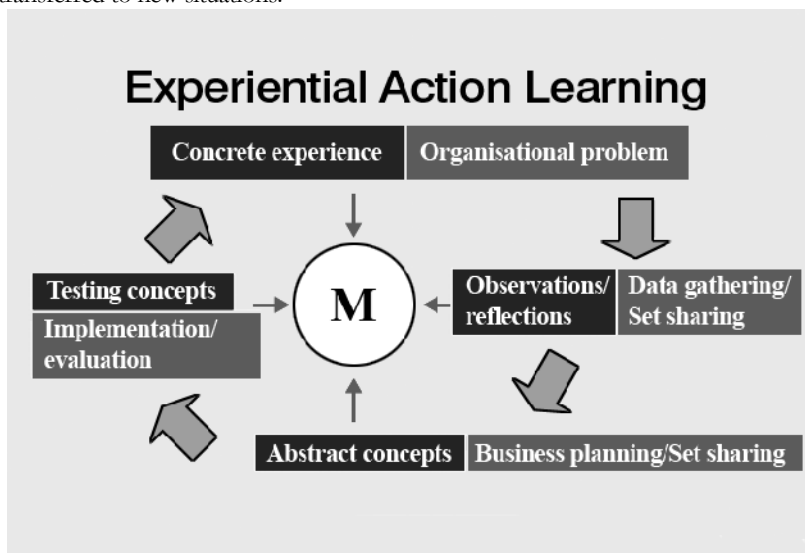 transferred to new situations.
Experiential Action Learning
Concrete experience
Organisational problem
Testing concepts
Implementation/
evaluation
M
Observations/
reflections
Data gathering/
Set sharing
Abstract concepts
Business planning/Set sharing